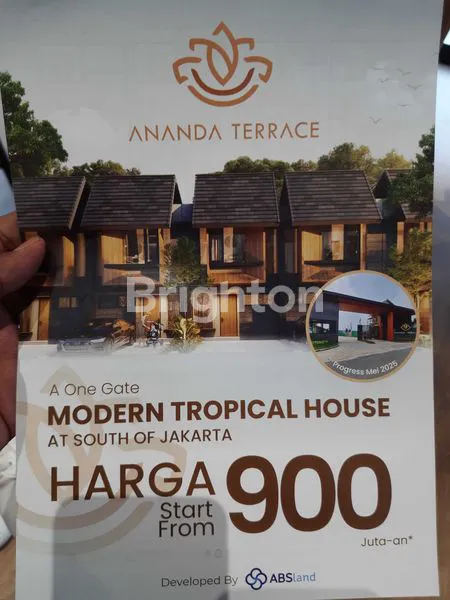 ANANDA TERRACE
Brighton
Progress Mei 2025
A One Gate
MODERN TROPICAL HOUSE
AT SOUTH OF JAKARTA
HARGA
Start
From
900
Juta-an*
Developed By ABSland